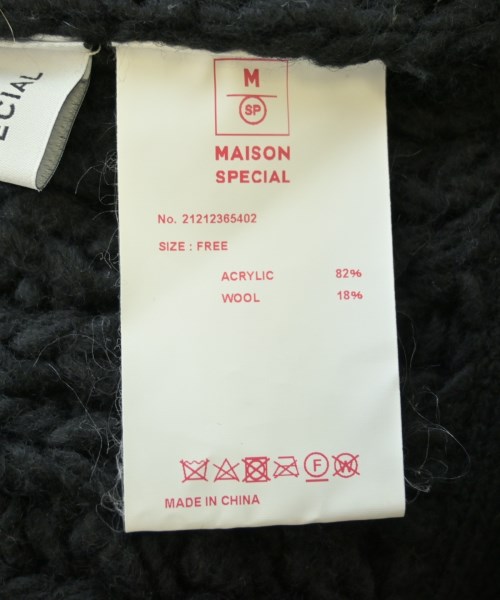 ECIAL
M
SP
MAISON
SPECIAL
No. 21212365402
SIZE : FREE
ACRYLIC 82%
WOOL 18%
F W
MADE IN CHINA